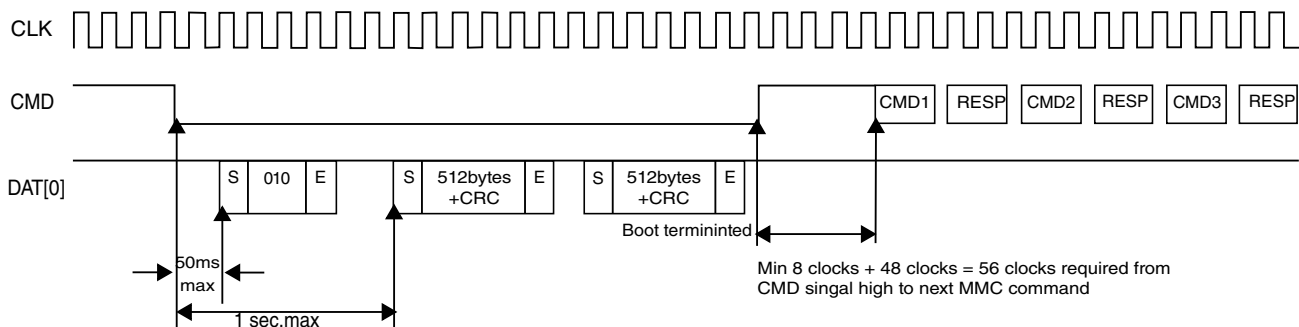 CLK
CMD
CMD1 RESP CMD2 RESP CMD3 RESP
DAT[0]
S 010 E S 512bytes +CRC E S 512bytes +CRC E
Boot termininted
50ms
max
1 sec.max
Min 8 clocks + 48 clocks = 56 clocks required from
CMD singal high to next MMC command